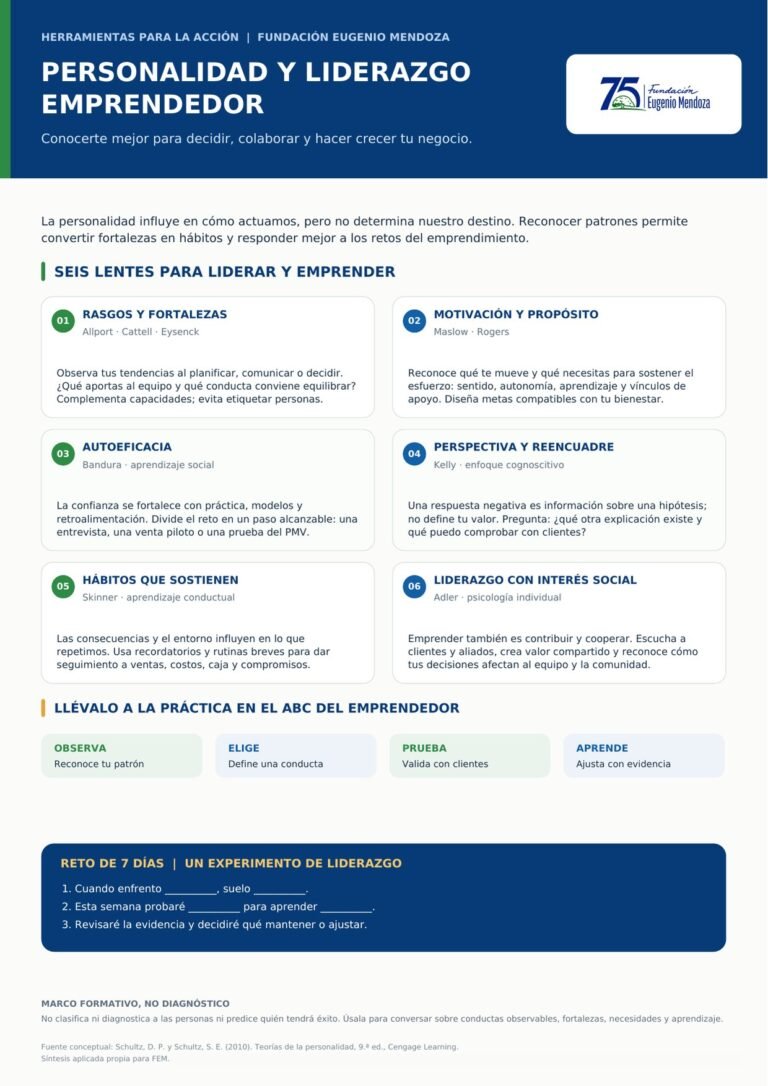 HERRAMIENTAS PARA LA ACCIÓN | FUNDACIÓN EUGENIO MENDOZA
PERSONALIDAD Y LIDERAZGO
EMPRENDEDOR
Conocerte mejor para decidir, colaborar y hacer crecer tu negocio.
75 Fundación
Eugenio Mendoza
La personalidad influye en cómo actuamos, pero no determina nuestro destino. Reconocer patrones permite
convertir fortalezas en hábitos y responder mejor a los retos del emprendimiento.
SEIS LENTES PARA LIDERAR Y EMPRENDER
01 RASGOS Y FORTALEZAS
Allport · Cattell · Eysenck
Observa tus tendencias al planificar, comunicar o decidir.
¿Qué aportas al equipo y qué conducta conviene equilibrar?
Complementa capacidades; evita etiquetar personas.
02 MOTIVACIÓN Y PROPÓSITO
Maslow · Rogers
Reconoce qué te mueve y qué necesitas para sostener el
esfuerzo: sentido, autonomía, aprendizaje y vínculos de
apoyo. Diseña metas compatibles con tu bienestar.
03 AUTOEFICACIA
Bandura · aprendizaje social
La confianza se fortalece con práctica, modelos y
retroalimentación. Divide el reto en un paso alcanzable: una
entrevista, una venta piloto o una prueba del PMV.
04 PERSPECTIVA Y REENCUADRE
Kelly · enfoque cognoscitivo
Una respuesta negativa es información sobre una hipótesis;
no define tu valor. Pregunta: ¿qué otra explicación existe y
qué puedo comprobar con clientes?
05 HÁBITOS QUE SOSTIENEN
Skinner · aprendizaje conductual
Las consecuencias y el entorno influyen en lo que
repetimos. Usa recordatorios y rutinas breves para dar
seguimiento a ventas, costos, caja y compromisos.
06 LIDERAZGO CON INTERÉS SOCIAL
Adler · psicología individual
Emprender también es contribuir y cooperar. Escucha a
clientes y aliados, crea valor compartido y reconoce cómo
tus decisiones afectan al equipo y la comunidad.
LLÉVALO A LA PRÁCTICA EN EL ABC DEL EMPRENDEDOR
OBSERVA
Reconoce tu patrón
ELIGE
Define una conducta
PRUEBA
Valida con clientes
APRENDE
Ajusta con evidencia
RETO DE 7 DÍAS | UN EXPERIMENTO DE LIDERAZGO
1. Cuando enfrento __________, suelo __________.
2. Esta semana probaré __________ para aprender __________.
3. Revisaré la evidencia y decidiré qué mantener o ajustar.
MARCO FORMATIVO, NO DIAGNÓSTICO
No clasifica ni diagnostica a las personas ni predice quién tendrá éxito. Úsala para conversar sobre conductas observables, fortalezas, necesidades y aprendizaje.
Fuente conceptual: Schultz, D. P. y Schultz, S. E. (2010). Teorías de la personalidad, 9.ª ed., Cengage Learning.
Síntesis aplicada propia para FEM.